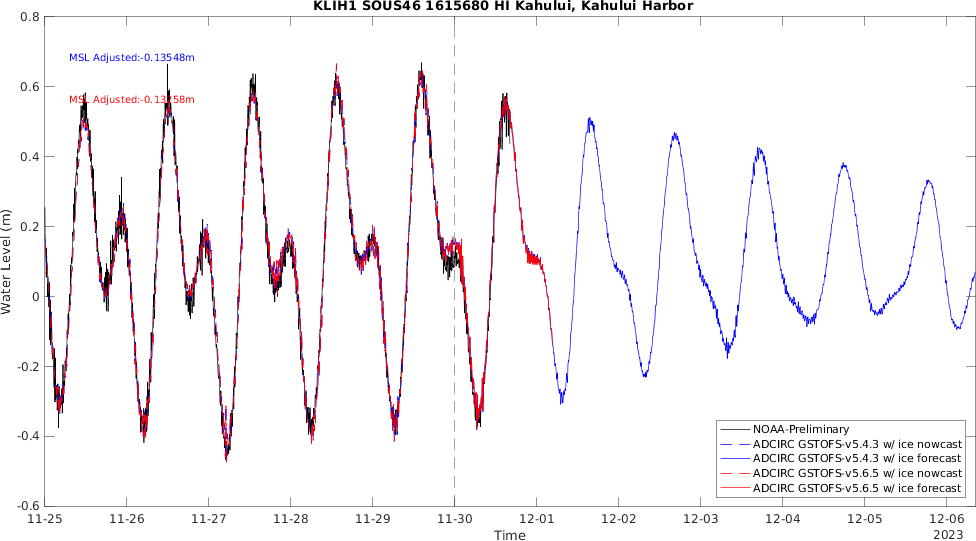 KLIH1 SOUS46 1615680 HI Kahului, Kahului Harbor
0.8
0.6
0.4
0.2
0
-0.2
-0.4
-0.6
Water Level (m)
MSL Adjusted:-0.13548m
MSL Adjusted:-0.13258m
NOAA-Preliminary
ADCIRC GSTOFS-v5.4.3 w/ ice nowcast
ADCIRC GSTOFS-v5.4.3 w/ ice forecast
ADCIRC GSTOFS-v5.6.5 w/ ice nowcast
ADCIRC GSTOFS-v5.6.5 w/ ice forecast
11-25 11-26 11-27 11-28 11-29 11-30 12-01 12-02 12-03 12-04 12-05 12-06
Time
2023